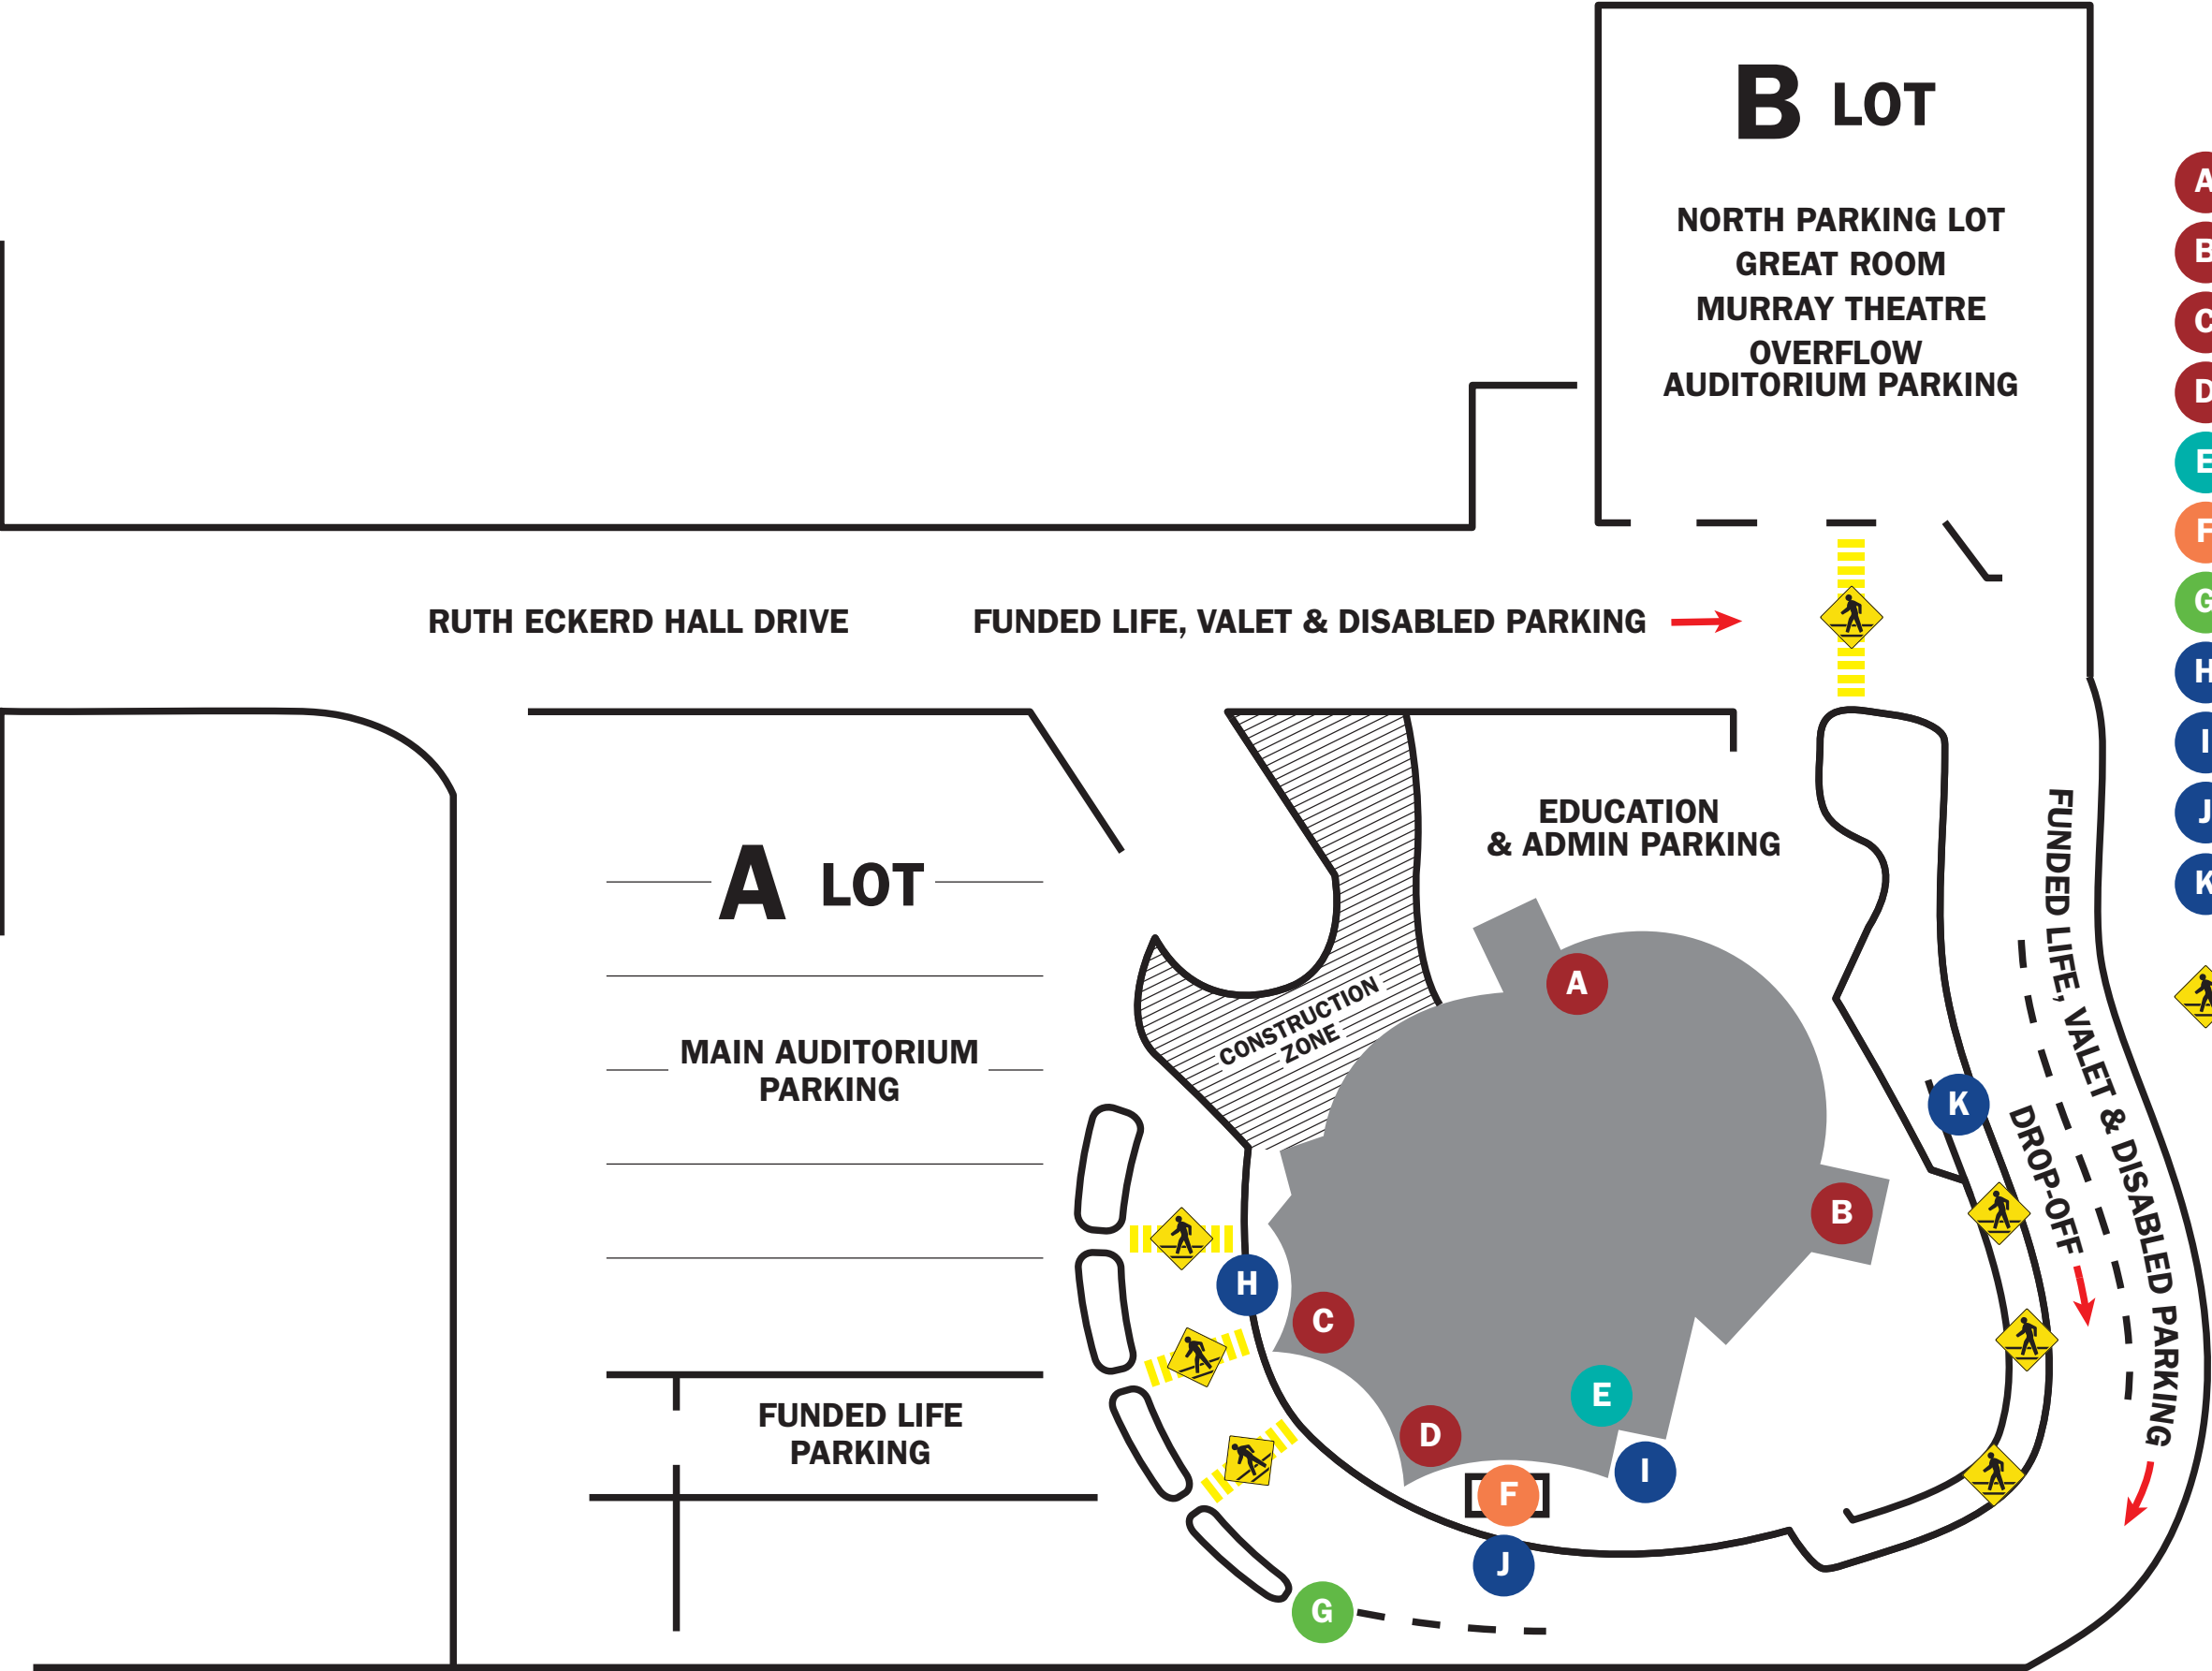 B LOT
NORTH PARKING LOT
GREAT ROOM
MURRAY THEATRE
OVERFLOW
AUDITORIUM PARKING
A
B
C
D
E
F
G
H
I
J
K
RUTH ECKERD HALL DRIVE
FUNDED LIFE, VALET & DISABLED PARKING
EDUCATION
& ADMIN PARKING
A LOT
MAIN AUDITORIUM
PARKING
FUNDED LIFE
PARKING
CONSTRUCTION
ZONE
A
B
C
D
E
F
G
H
I
J
K
FUNDED LIFE, VALET & DISABLED PARKING
DROP-OFF